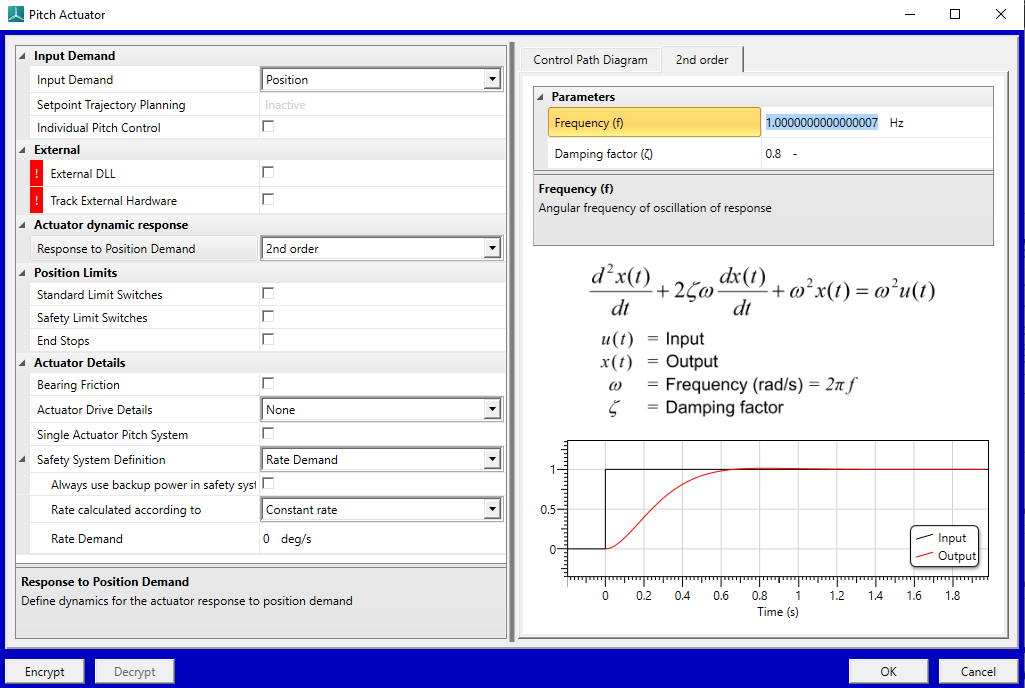 Pitch Actuator
Input Demand
Input Demand Position
Setpoint Trajectory Planning Inactive
Individual Pitch Control
External
! External DLL
! Track External Hardware
Actuator dynamic response
Response to Position Demand 2nd order
Position Limits
Standard Limit Switches
Safety Limit Switches
End Stops
Actuator Details
Bearing Friction
Actuator Drive Details None
Single Actuator Pitch System
Safety System Definition Rate Demand
Always use backup power in safety syst
Rate calculated according to Constant rate
Rate Demand 0 deg/s
Response to Position Demand
Define dynamics for the actuator response to position demand
Control Path Diagram 2nd order
Parameters
Frequency (f) 1.0000000000000007 Hz
Damping factor (ζ) 0.8 -
Frequency (f)
Angular frequency of oscillation of response
d²x(t)/dt + 2ζω dx(t)/dt + ω²x(t) = ω²u(t)
u(t) = Input
x(t) = Output
ω = Frequency (rad/s) = 2π f
ζ = Damping factor
1
0.5
0
Input
Output
0 0.2 0.4 0.6 0.8 1 1.2 1.4 1.6 1.8
Time (s)
Encrypt Decrypt OK Cancel